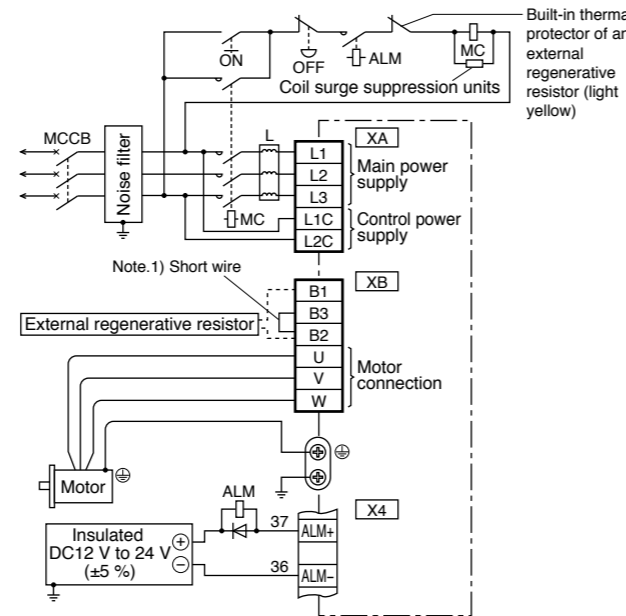 Built-in therma
protector of an
external
regenerative
resistor (light
yellow)
ON
OFF
ALM
MC
Coil surge suppression units
MCCB
Noise filter
L
MC
XA
L1
L2
L3
L1C
L2C
Main power
supply
Control power
supply
Note.1) Short wire
XB
B1
B3
B2
U
V
W
External regenerative resistor
Motor
connection
Motor
ALM
X4
Insulated
DC12 V to 24 V
(±5 %)
+
−
37
ALM+
36
ALM−